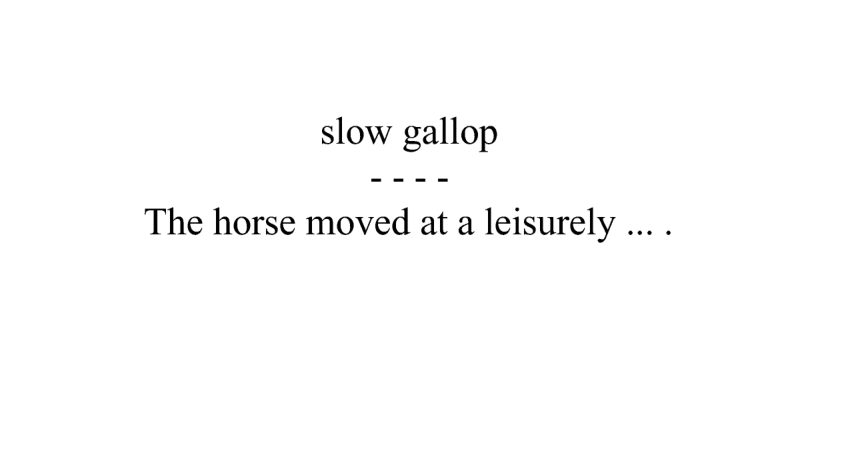 slow gallop
- - - -
The horse moved at a leisurely ... .